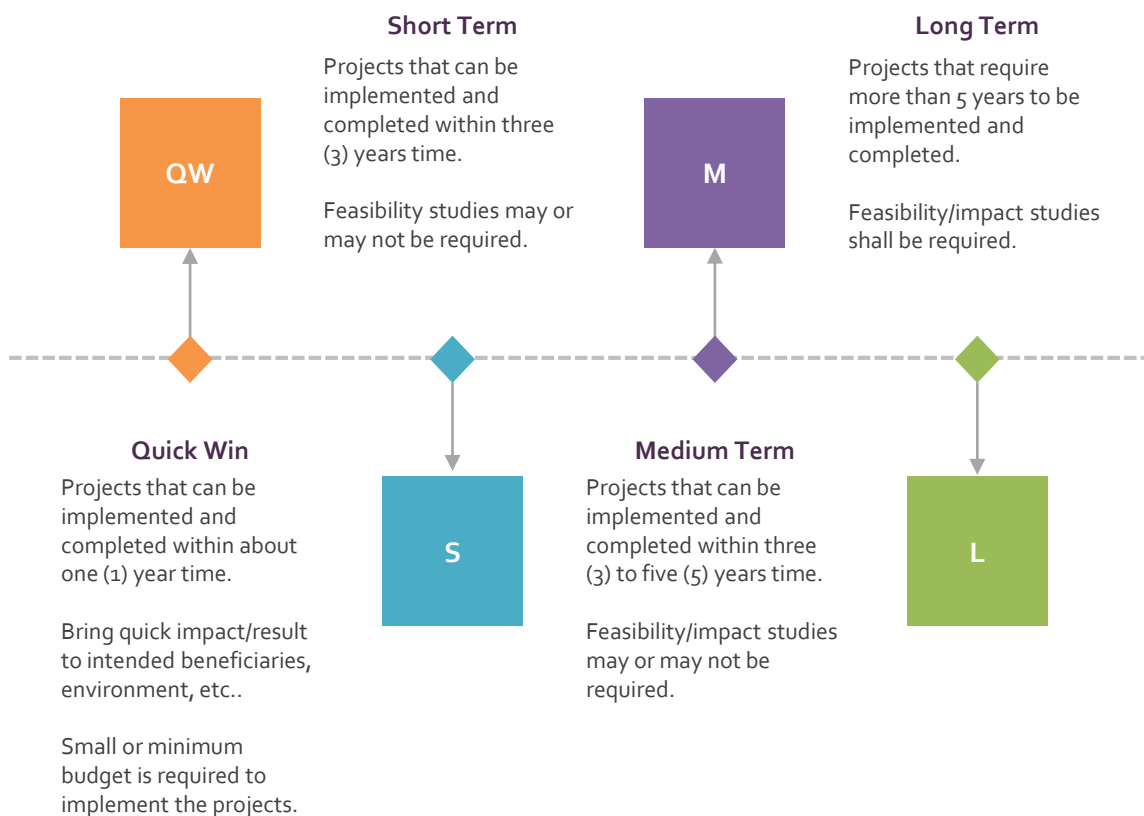 Short Term
Projects that can be
implemented and
completed within three
(3) years time.
Feasibility studies may or
may not be required.
Long Term
Projects that require
more than 5 years to be
implemented and
completed.
Feasibility/impact studies
shall be required.
QW
M
Quick Win
Projects that can be
implemented and
completed within about
one (1) year time.
Bring quick impact/result
to intended beneficiaries,
environment, etc..
Small or minimum
budget is required to
implement the projects.
S
Medium Term
Projects that can be
implemented and
completed within three
(3) to five (5) years time.
Feasibility/impact studies
may or may not be
required.
L